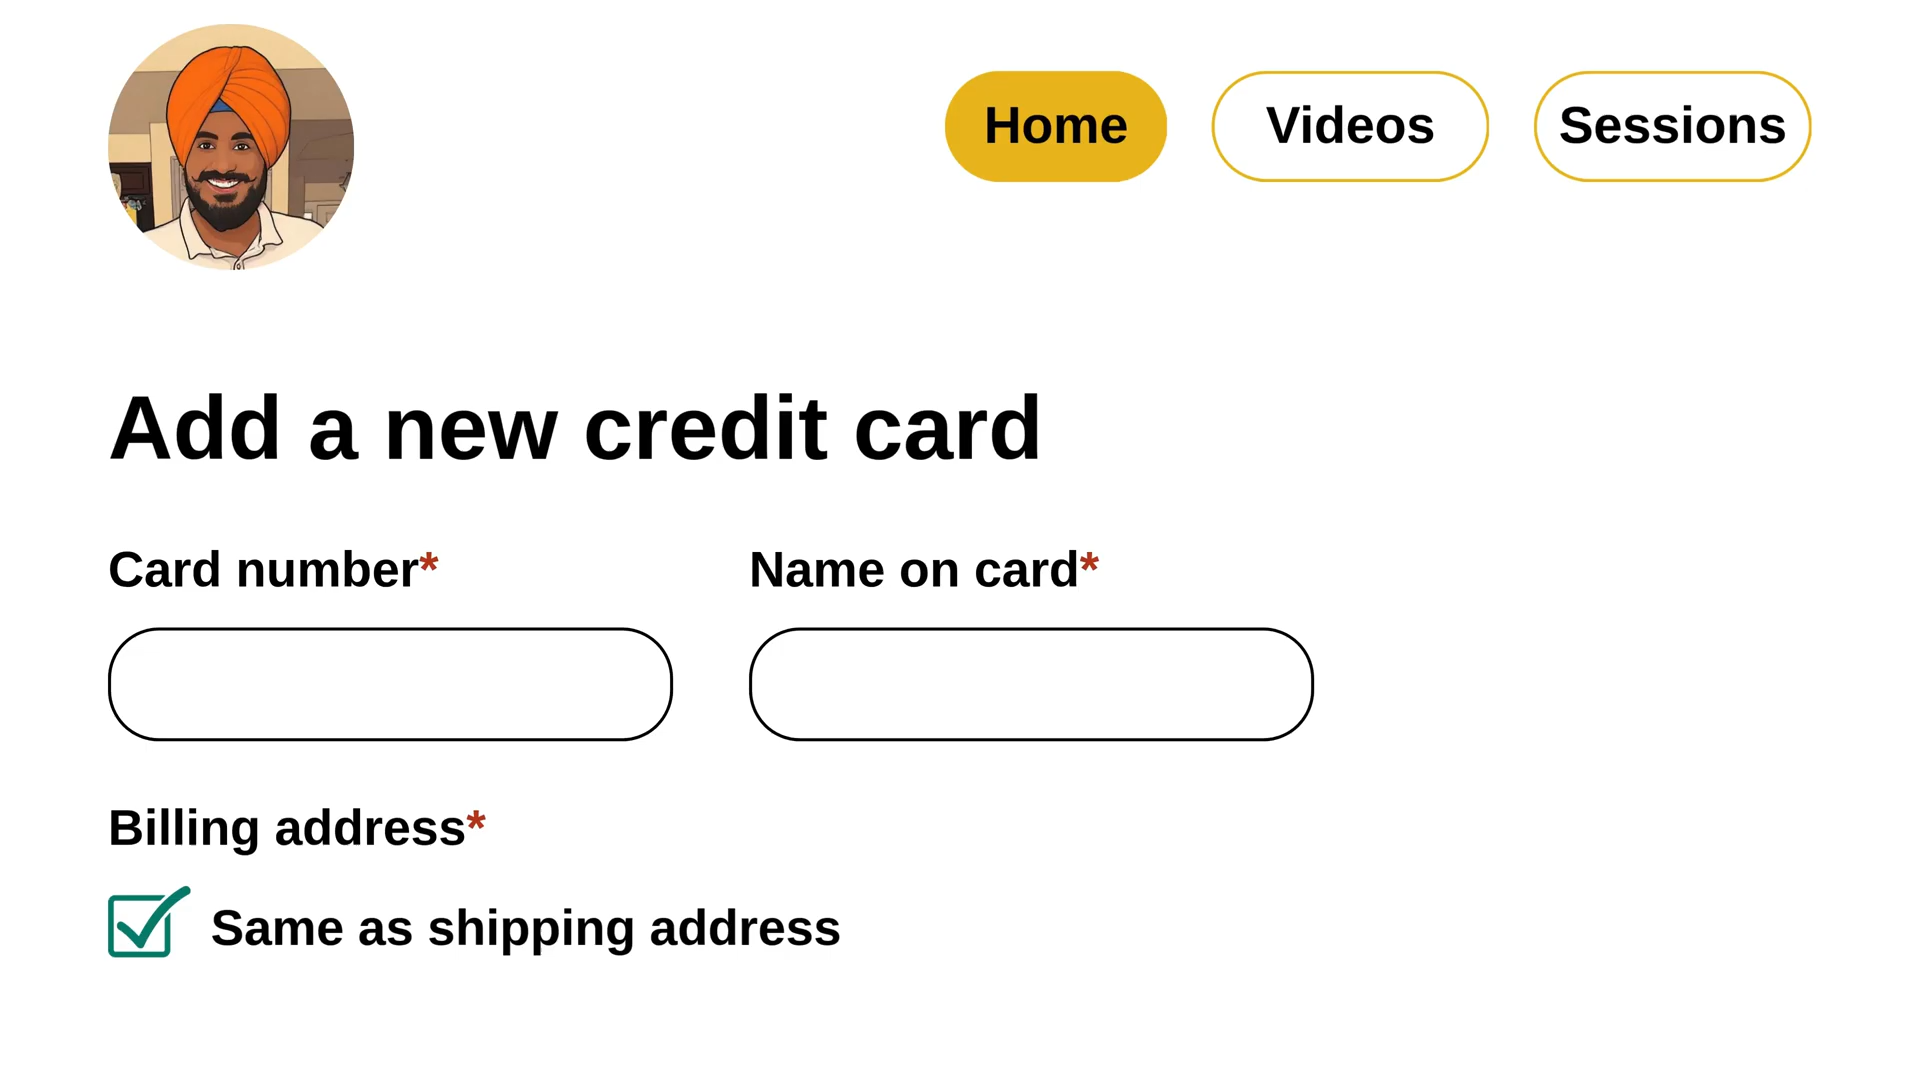 Home Videos Sessions
Add a new credit card
Card number* Name on card*
Billing address*
Same as shipping address